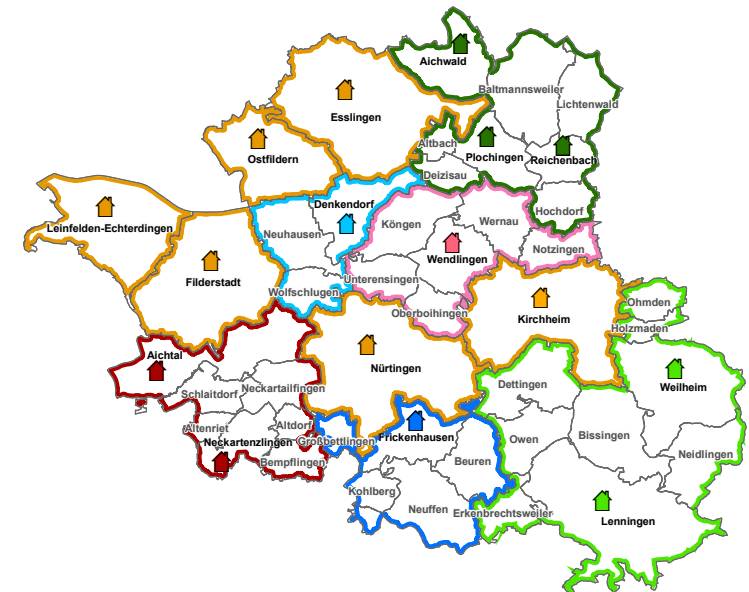 Aichwald
Baltmannsweiler
Lichtenwald
Esslingen
Altbach
Ostfildern
Plochingen
Reichenbach
Deizisau
Denkendorf
Hochdorf
Köngen
Wernau
Leinfelden-Echterdingen
Neuhausen
Notzingen
Wendlingen
Filderstadt
Unterensingen
Wolfschlugen
Ohmden
Oberboihingen
Kirchheim
Holzmaden
Aichtal
Nürtingen
Weilheim
Dettingen
Neckartailfingen
Schlaitdorf
Altdorf
Altenriet
Bissingen
Neckartenzlingen
Großbettlingen
Frickenhausen
Owen
Neidlingen
Bempflingen
Beuren
Kohlberg
Neuffen
Erkenbrechtsweiler
Lenningen